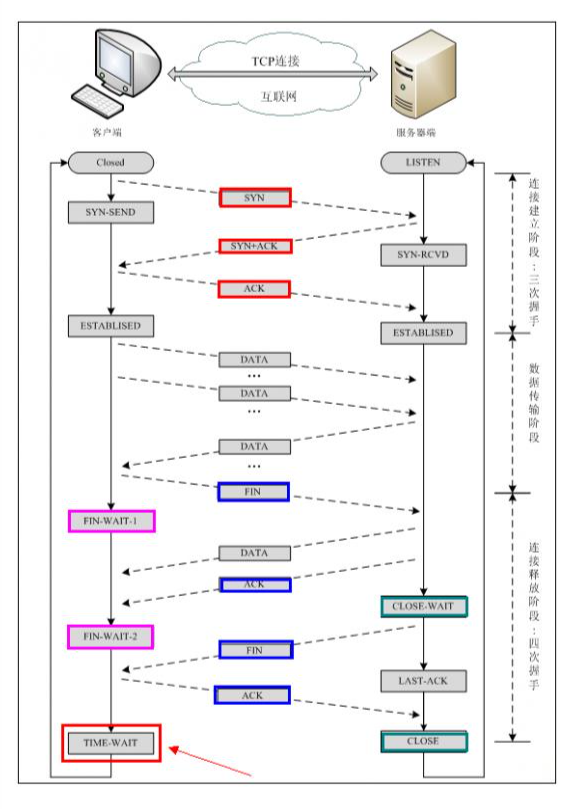 TCP连接
互联网
客户端
服务器端
Closed
LISTEN
SYN
SYN-SEND
SYN+ACK
SYN-RCVD
ACK
ESTABLISED
ESTABLISED
连接建立阶段：三次握手
DATA
...
DATA
...
DATA
...
数据传输阶段
FIN
FIN-WAIT-1
DATA
ACK
CLOSE-WAIT
FIN-WAIT-2
FIN
LAST-ACK
ACK
TIME-WAIT
CLOSE
连接释放阶段：四次握手